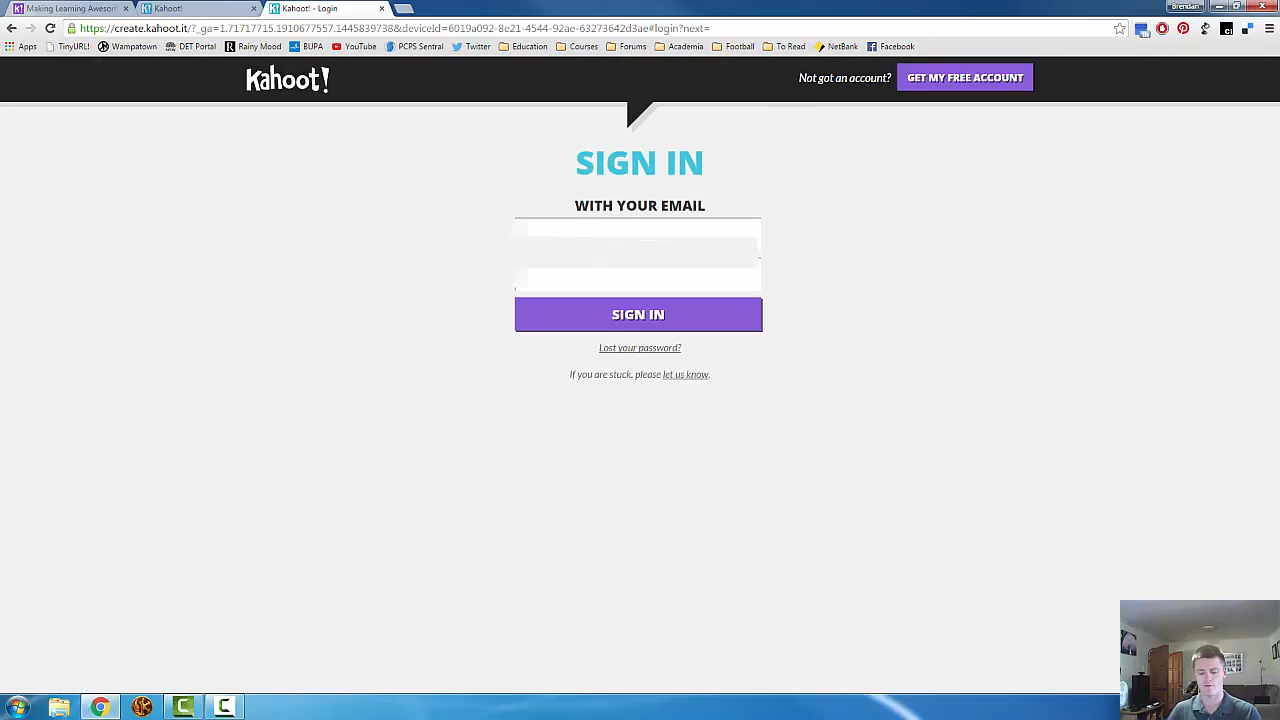 Making Learning Awesom
Kahoot!
Kahoot! - Login
Brendan
https://create.kahoot.it/?_ga=1.71717715.1910677557.1445839738&deviceId=6019a092-8e21-4544-92ae-63273642d3ae#login?next=
Apps TinyURL! Wampatown DET Portal Rainy Mood BUPA YouTube PCPS Sentral Twitter Education Courses Forums Academia Football To Read NetBank Facebook
Kahoot!
Not got an account? GET MY FREE ACCOUNT
SIGN IN
WITH YOUR EMAIL
SIGN IN
Lost your password?
If you are stuck, please let us know.